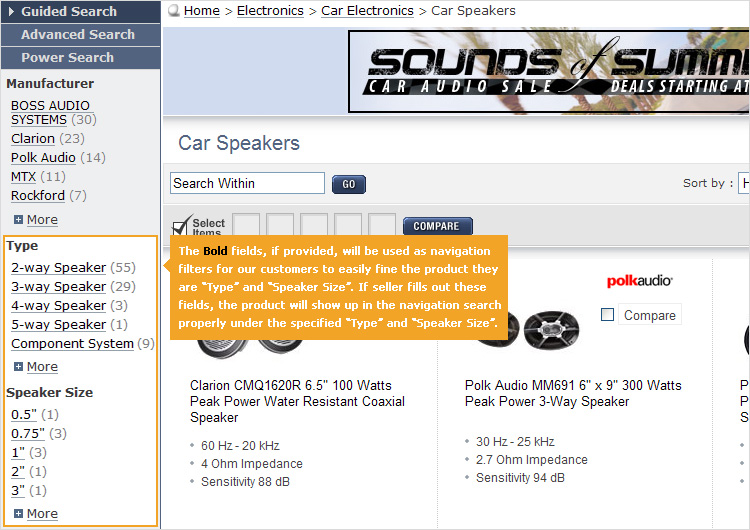 Guided Search
Advanced Search
Power Search
Manufacturer
BOSS AUDIO
SYSTEMS (30)
Clarion (23)
Polk Audio (14)
MTX (11)
Rockford (7)
More
Type
2-way Speaker (55)
3-way Speaker (29)
4-way Speaker (3)
5-way Speaker (1)
Component System (9)
More
Speaker Size
0.5" (1)
0.75" (3)
1" (3)
2" (1)
3" (1)
More
Home > Electronics > Car Electronics > Car Speakers
SOUNDS of SUMM
CAR AUDIO SALE DEALS STARTING AT
Car Speakers
Search Within GO
Sort by : H
Select
Items
COMPARE
The Bold fields, if provided, will be used as navigation
filters for our customers to easily fine the product they
are “Type” and “Speaker Size”. If seller fills out these
fields, the product will show up in the navigation search
properly under the specified “Type” and “Speaker Size”.
polkaudio
Compare
Clarion CMQ1620R 6.5" 100 Watts
Peak Power Water Resistant Coaxial
Speaker
60 Hz - 20 kHz
4 Ohm Impedance
Sensitivity 88 dB
Polk Audio MM691 6" x 9" 300 Watts
Peak Power 3-Way Speaker
30 Hz - 25 kHz
2.7 Ohm Impedance
Sensitivity 94 dB